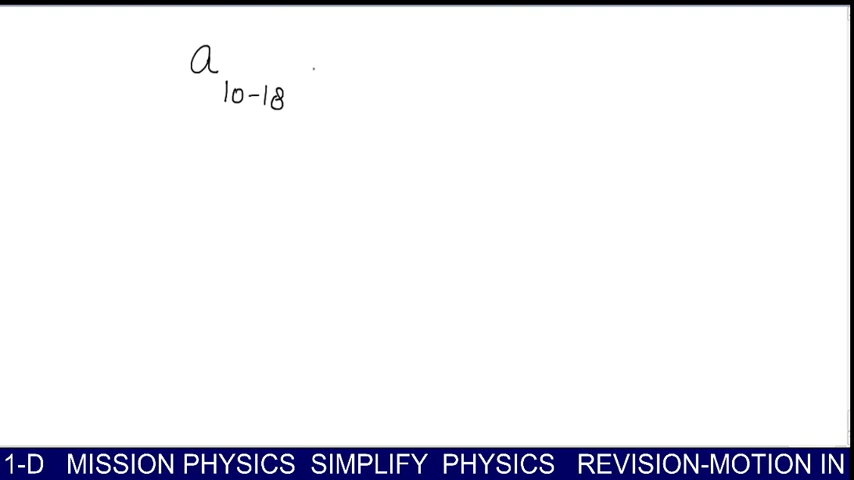 a
10-18
1-D MISSION PHYSICS SIMPLIFY PHYSICS REVISION-MOTION IN